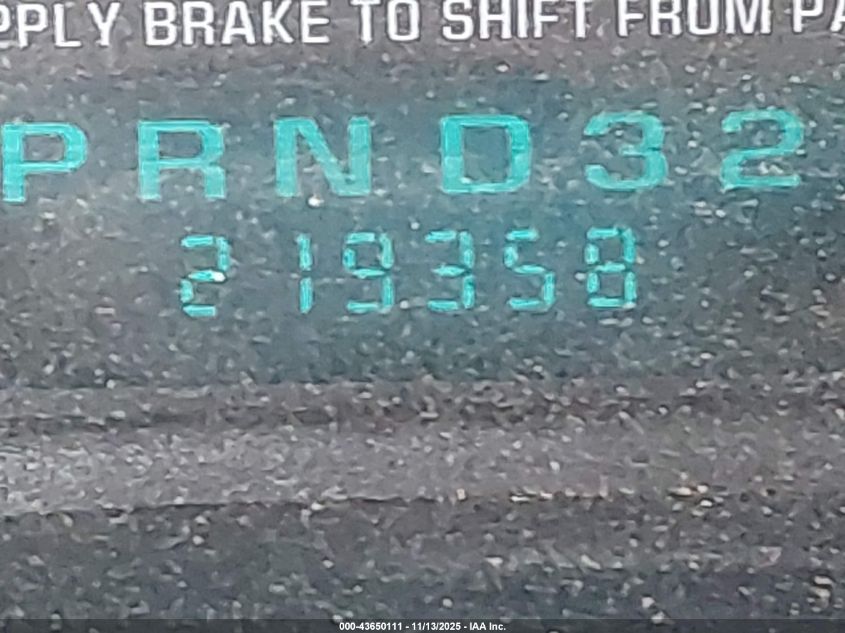 PPLY BRAKE TO SHIFT FROM PA
PRND32
219358
000-43650111 - 11/13/2025 - IAA Inc.